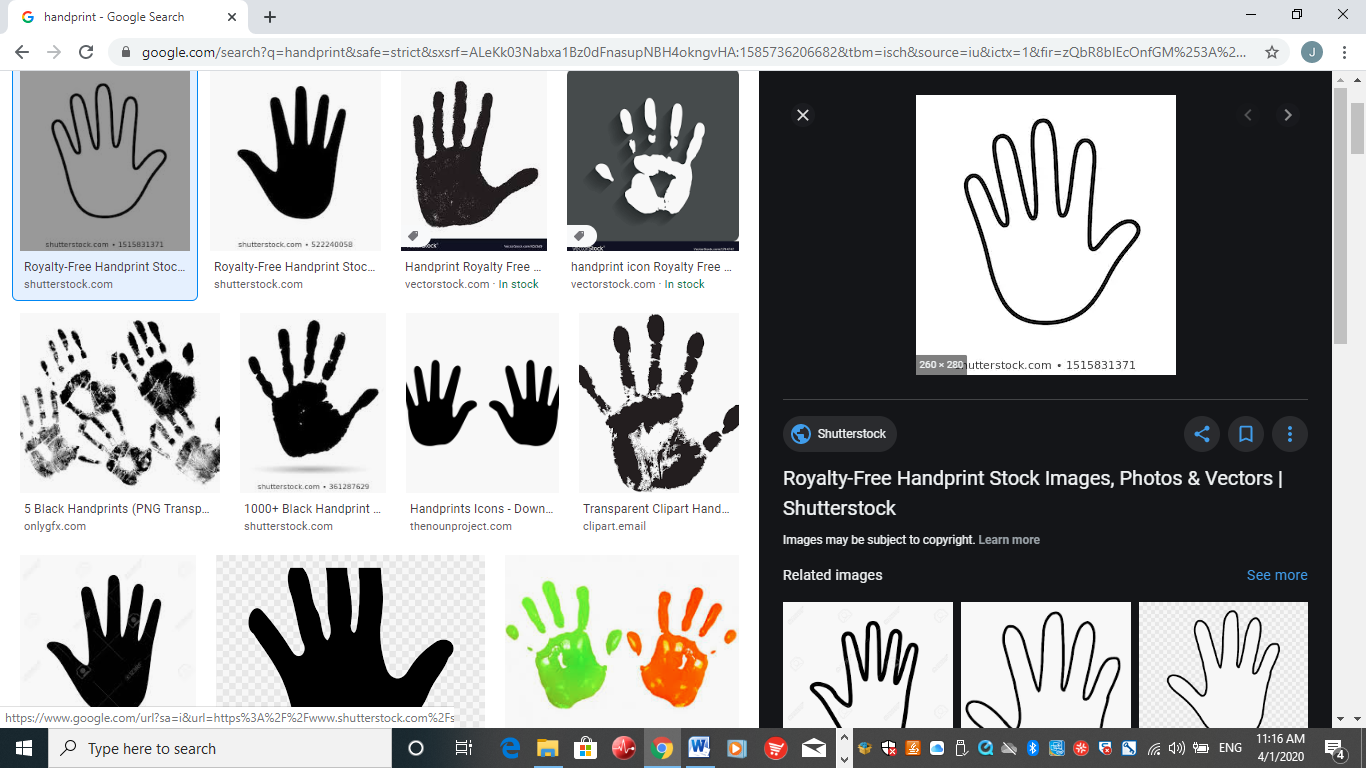 handprint - Google Search
google.com/search?q=handprint&safe=strict&sxsrf=ALeKk03Nabxa1Bz0dFnasupNBH4okngvHA:1585736206682&tbm=isch&source=iu&ictx=1&fir=zQbR8bIEcOnfGM%253A%2...
J
shutterstock.com • 1515831371
shutterstock.com • 522240058
Royalty-Free Handprint Stoc...
shutterstock.com
Royalty-Free Handprint Stoc...
shutterstock.com
Handprint Royalty Free ...
vectorstock.com · In stock
handprint icon Royalty Free ...
vectorstock.com · In stock
shutterstock.com • 361287629
5 Black Handprints (PNG Transp...
onlygfx.com
1000+ Black Handprint ...
shutterstock.com
Handprints Icons - Down...
thenounproject.com
Transparent Clipart Hand...
clipart.email
260 × 280
utterstock.com • 1515831371
Shutterstock
Royalty-Free Handprint Stock Images, Photos & Vectors |
Shutterstock
Images may be subject to copyright. Learn more
Related images
See more
https://www.google.com/url?sa=i&url=https%3A%2F%2Fwww.shutterstock.com%2Fs
Type here to search
ENG
11:16 AM
4/1/2020
4